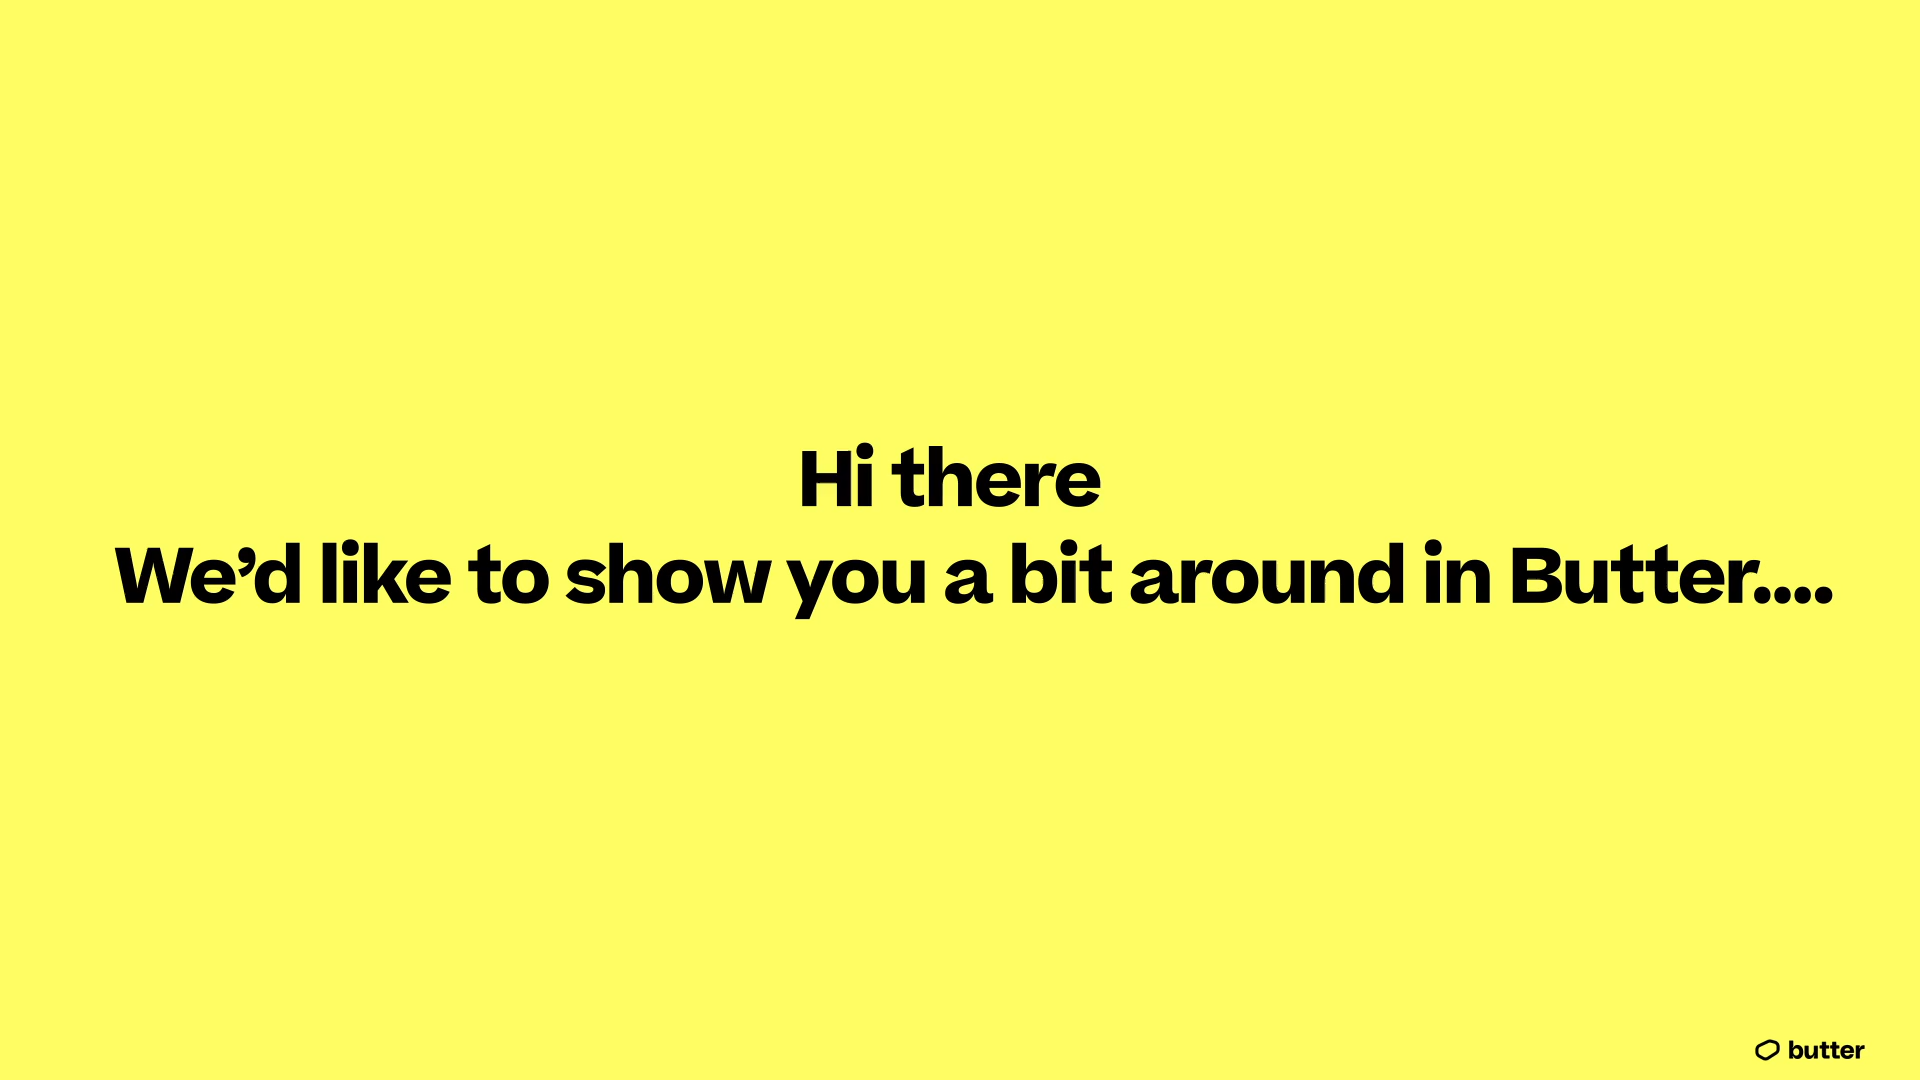 Hi there
We’d like to show you a bit around in Butter....
butter